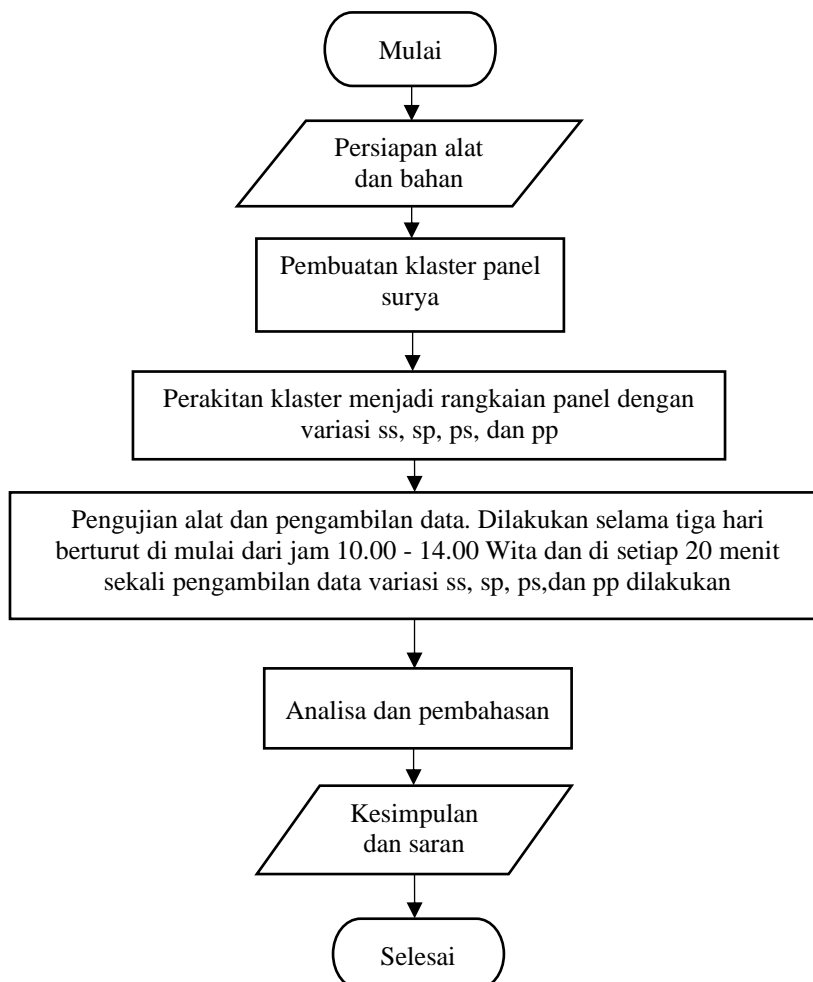 Mulai
Persiapan alat
dan bahan
Pembuatan klaster panel
surya
Perakitan klaster menjadi rangkaian panel dengan
variasi ss, sp, ps, dan pp
Pengujian alat dan pengambilan data. Dilakukan selama tiga hari
berturut di mulai dari jam 10.00 - 14.00 Wita dan di setiap 20 menit
sekali pengambilan data variasi ss, sp, ps,dan pp dilakukan
Analisa dan pembahasan
Kesimpulan
dan saran
Selesai